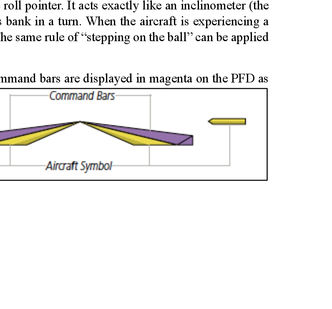 roll pointer. It acts exactly like an inclinometer (the
bank in a turn. When the aircraft is experiencing a
he same rule of “stepping on the ball” can be applied
mmand bars are displayed in magenta on the PFD as
Command Bars
Aircraft Symbol